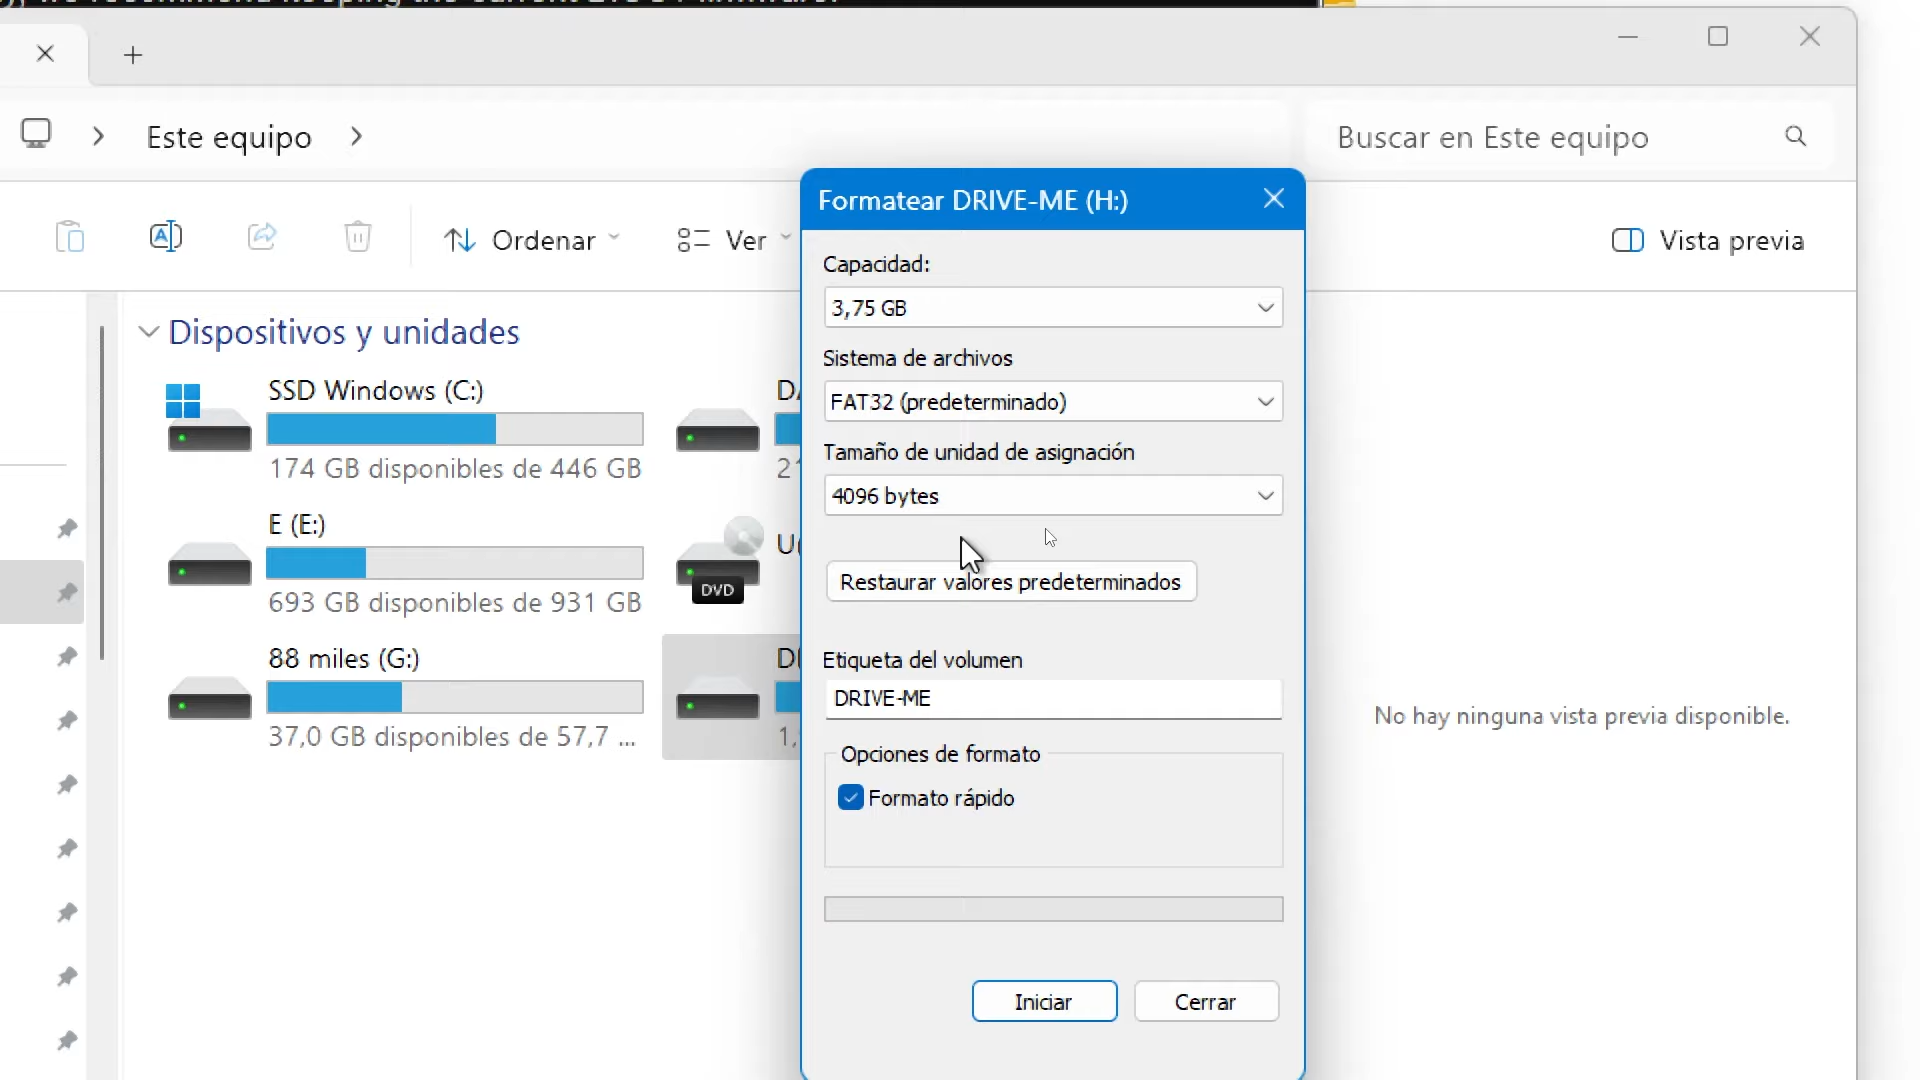 Este equipo
Buscar en Este equipo
Ordenar
Ver
Vista previa
Dispositivos y unidades
SSD Windows (C:)
174 GB disponibles de 446 GB
E (E:)
693 GB disponibles de 931 GB
DVD
88 miles (G:)
37,0 GB disponibles de 57,7 ...
Formatear DRIVE-ME (H:)
Capacidad:
3,75 GB
Sistema de archivos
FAT32 (predeterminado)
Tamaño de unidad de asignación
4096 bytes
Restaurar valores predeterminados
Etiqueta del volumen
DRIVE-ME
Opciones de formato
Formato rápido
Iniciar
Cerrar
No hay ninguna vista previa disponible.